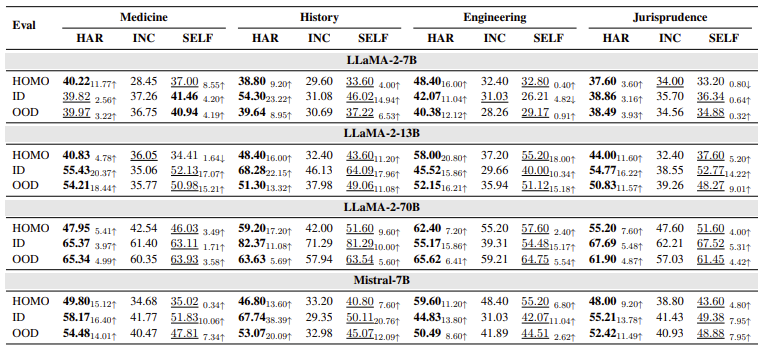 Eval Medicine History Engineering Jurisprudence
HAR INC SELF HAR INC SELF HAR INC SELF HAR INC SELF
LLaMA-2-7B
HOMO 40.22 11.77↑ 28.45 37.00 8.55↑ 38.80 9.20↑ 29.60 33.60 4.00↑ 48.40 16.00↑ 32.40 32.80 0.40↑ 37.60 3.60↑ 34.00 33.20 0.80↓
ID 39.82 2.56↑ 37.26 41.46 4.20↑ 54.30 23.22↑ 31.08 46.02 14.94↑ 42.07 11.04↑ 31.03 26.21 4.82↓ 38.86 3.16↑ 35.70 36.34 0.64↑
OOD 39.97 3.22↑ 36.75 40.94 4.19↑ 39.64 8.95↑ 30.69 37.22 6.53↑ 40.38 12.12↑ 28.26 29.17 0.91↑ 38.49 3.93↑ 34.56 34.88 0.32↑
LLaMA-2-13B
HOMO 40.83 4.78↑ 36.05 34.41 1.64↓ 48.40 16.00↑ 32.40 43.60 11.20↑ 58.00 20.80↑ 37.20 55.20 18.00↑ 44.00 11.60↑ 32.40 37.60 5.20↑
ID 55.43 20.37↑ 35.06 52.13 17.07↑ 68.28 22.15↑ 46.13 64.09 17.96↑ 45.52 15.86↑ 29.66 40.00 10.34↑ 54.77 16.22↑ 38.55 52.77 14.22↑
OOD 54.21 18.44↑ 35.77 50.98 15.21↑ 51.30 13.32↑ 37.98 49.06 11.08↑ 52.15 16.21↑ 35.94 51.12 15.18↑ 50.83 11.57↑ 39.26 48.27 9.01↑
LLaMA-2-70B
HOMO 47.95 5.41↑ 42.54 46.03 3.49↑ 59.20 17.20↑ 42.00 51.60 9.60↑ 62.40 7.20↑ 55.20 57.60 2.40↑ 55.20 7.60↑ 47.60 51.60 4.00↑
ID 65.37 3.97↑ 61.40 63.11 1.71↑ 82.37 11.08↑ 71.29 81.29 10.00↑ 55.17 15.86↑ 39.31 54.48 15.17↑ 67.69 5.48↑ 62.21 67.52 5.31↑
OOD 65.34 4.99↑ 60.35 63.93 3.58↑ 63.63 5.69↑ 57.94 63.54 5.60↑ 65.62 6.41↑ 59.21 64.75 5.54↑ 61.90 4.87↑ 57.03 61.45 4.42↑
Mistral-7B
HOMO 49.80 15.12↑ 34.68 35.02 0.34↑ 46.80 13.60↑ 33.20 40.80 7.60↑ 59.60 11.20↑ 48.40 55.20 6.80↑ 48.00 9.20↑ 38.80 43.60 4.80↑
ID 58.17 16.40↑ 41.77 51.83 10.06↑ 67.74 38.39↑ 29.35 50.11 20.76↑ 44.83 13.80↑ 31.03 42.07 11.04↑ 55.21 13.78↑ 41.43 49.38 7.95↑
OOD 54.48 14.01↑ 40.47 47.81 7.34↑ 53.07 20.09↑ 32.98 45.07 12.09↑ 50.49 8.60↑ 41.89 44.51 2.62↑ 52.42 11.49↑ 40.93 48.88 7.95↑